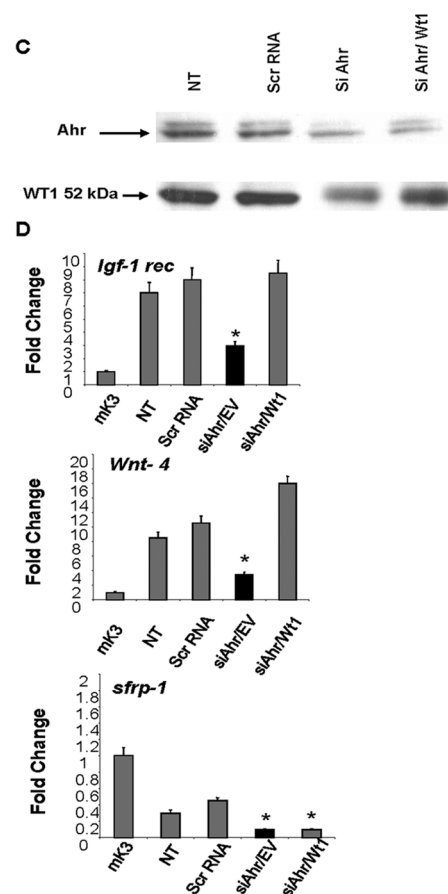 C
NT
Scr RNA
Si Ahr
Si Ahr/ Wt1
Ahr
WT1 52 kDa
D
Igf-1 rec
Fold Change
10
9
8
7
6
5
4
3
2
1
0
*
mK3
NT
Scr RNA
siAhr/EV
siAhr/Wt1
Wnt- 4
Fold Change
20
16
14
12
10
8
6
4
2
0
*
mK3
NT
Scr RNA
siAhr/EV
siAhr/Wt1
sfrp-1
Fold Change
2
1.8
1.6
1.4
1.2
1
0.8
0.6
0.4
0.2
*
*
mK3
NT
Scr RNA
siAhr/EV
siAhr/Wt1